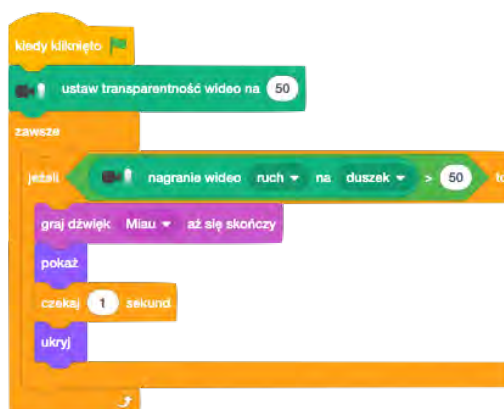 kiedy kliknięto
ustaw transparentność wideo na 50
zawsze
jeżeli nagranie wideo ruch na duszek > 50 to
graj dźwięk Miau aż się skończy
pokaż
czekaj 1 sekund
ukryj